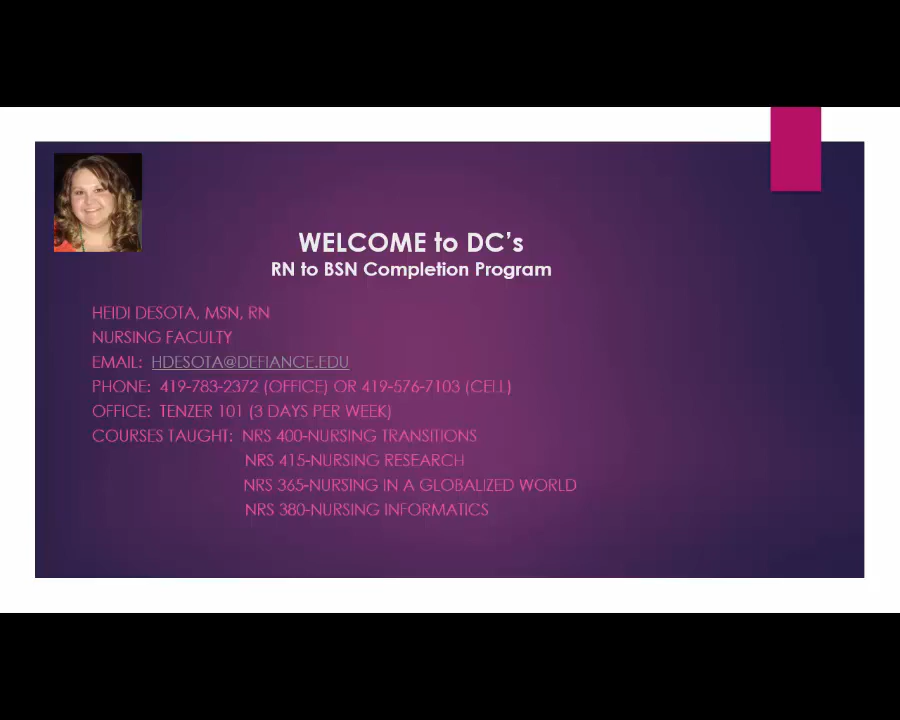 WELCOME to DC's
RN to BSN Completion Program
HEIDI DESOTA, MSN, RN
NURSING FACULTY
EMAIL: HDESOTA@DEFIANCE.EDU
PHONE: 419-783-2372 (OFFICE) OR 419-576-7103 (CELL)
OFFICE: TENZER 101 (3 DAYS PER WEEK)
COURSES TAUGHT: NRS 400-NURSING TRANSITIONS
NRS 415-NURSING RESEARCH
NRS 365-NURSING IN A GLOBALIZED WORLD
NRS 380-NURSING INFORMATICS